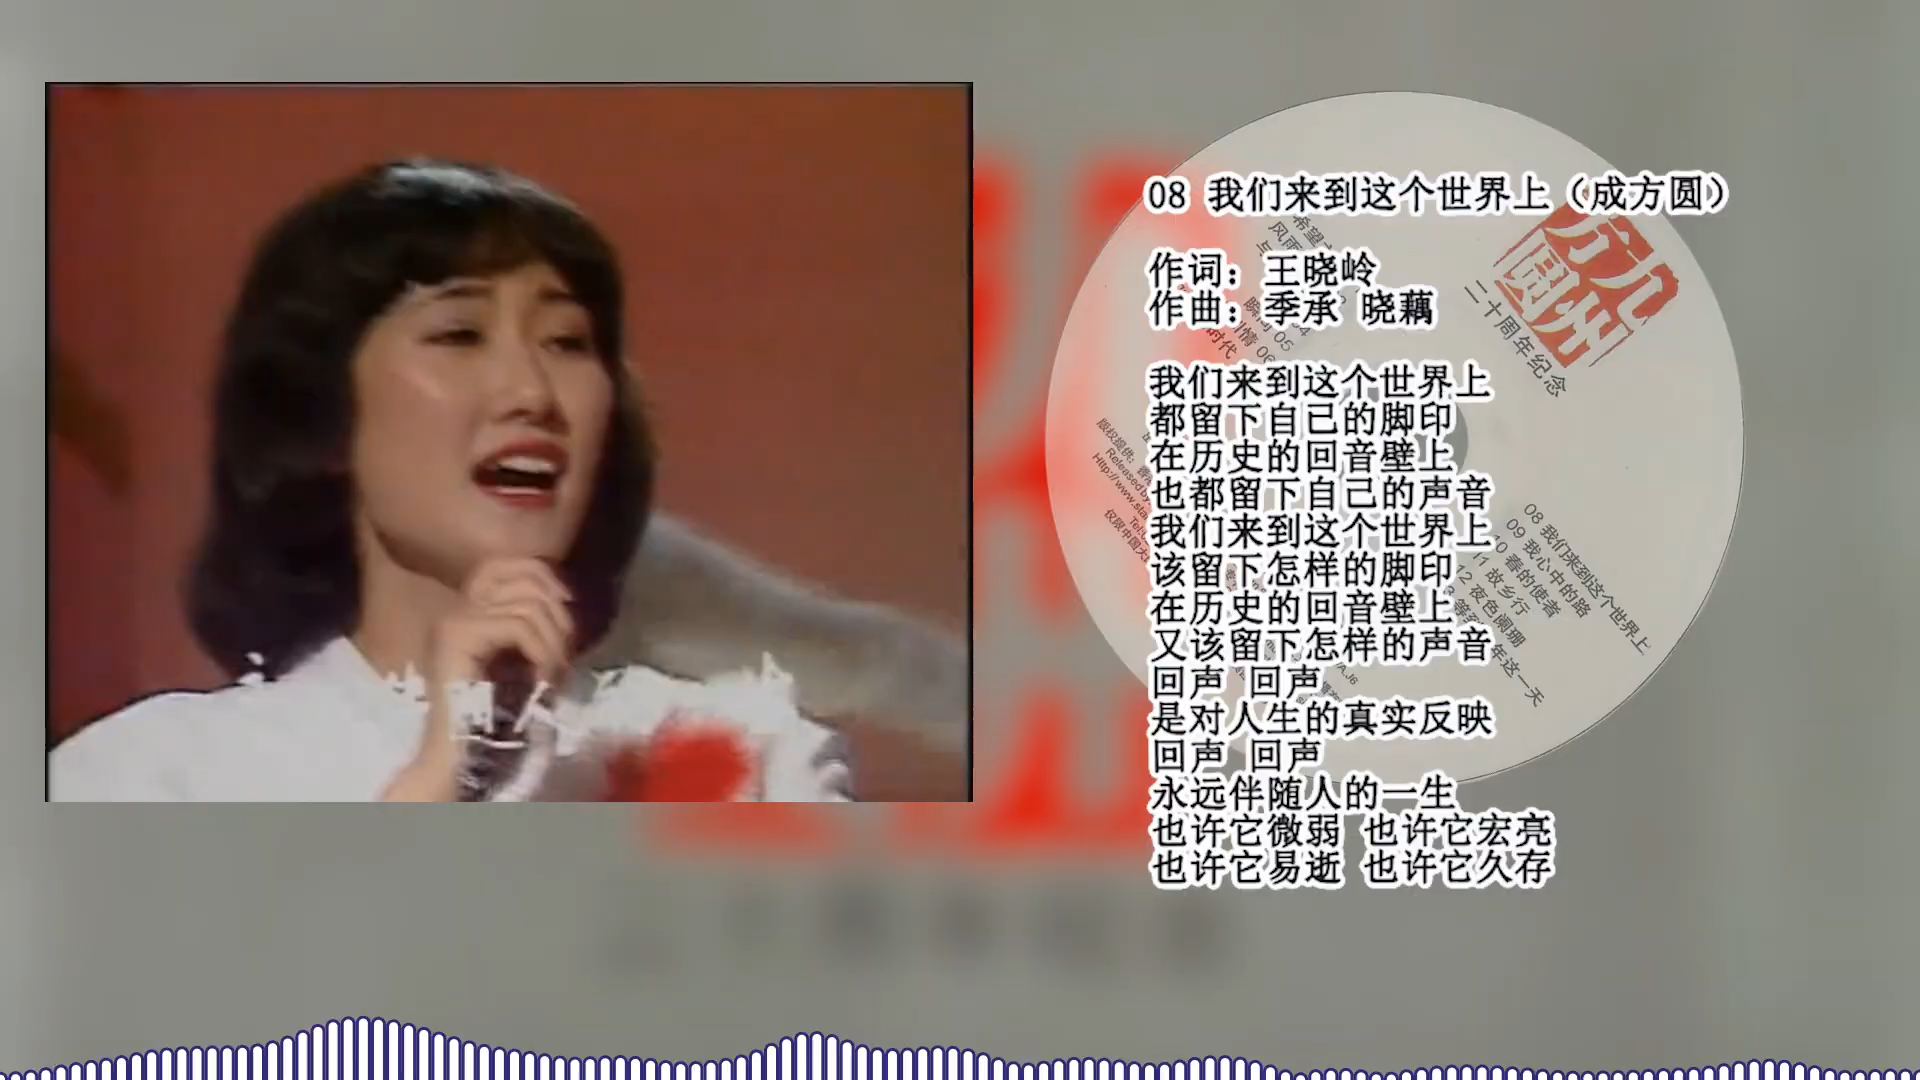 08 我们来到这个世界上（成方圆）
作词：王晓岭
作曲：季承 晓藕
我们来到这个世界上
都留下自己的脚印
在历史的回音壁上
也都留下自己的声音
我们来到这个世界上
该留下怎样的脚印
在历史的回音壁上
又该留下怎样的声音
回声 回声
是对人生的真实反映
回声 回声
永远伴随人的一生
也许它微弱 也许它宏亮
也许它易逝 也许它久存
方圆九州
二十周年纪念
08 我们来到这个世界上
09 我心中的路
10 春的使者
11 故乡行
12 夜色阑珊
年这一天